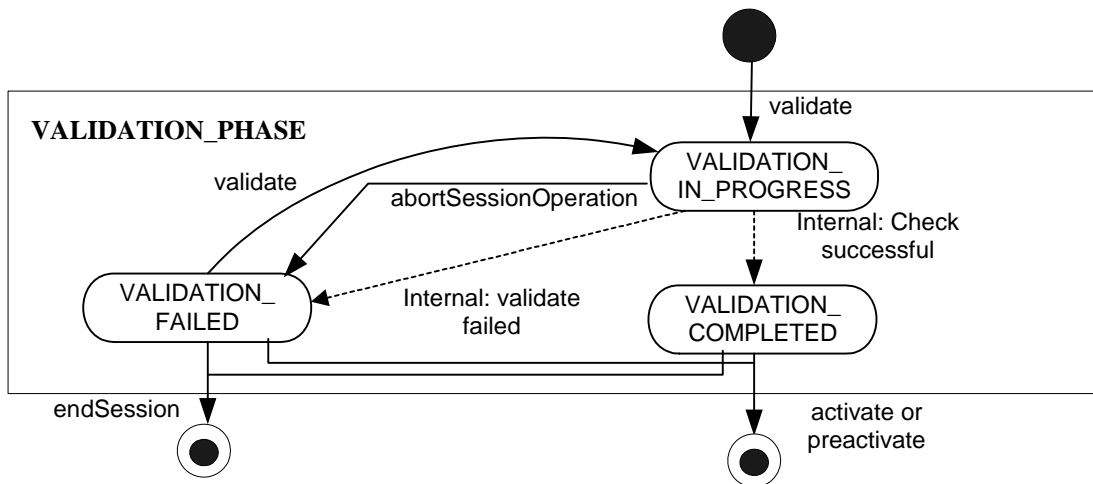 validate
VALIDATION_PHASE
VALIDATION_
IN_PROGRESS
validate
abortSessionOperation
Internal: Check
successful
VALIDATION_
FAILED
Internal: validate
failed
VALIDATION_
COMPLETED
endSession
activate or
preactivate